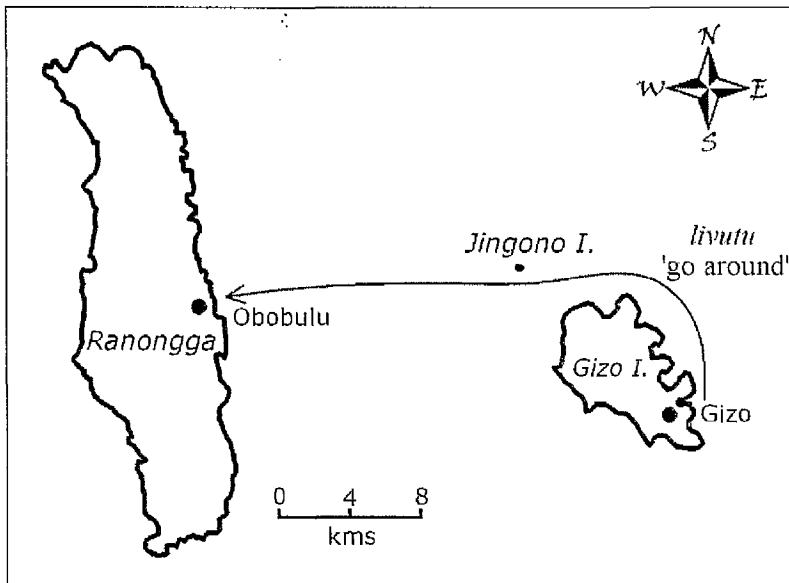 N
W E
S
livutu
'go around'
Jingono I.
Obobulu
Ranongga
Gizo I.
Gizo
0 4 8
kms